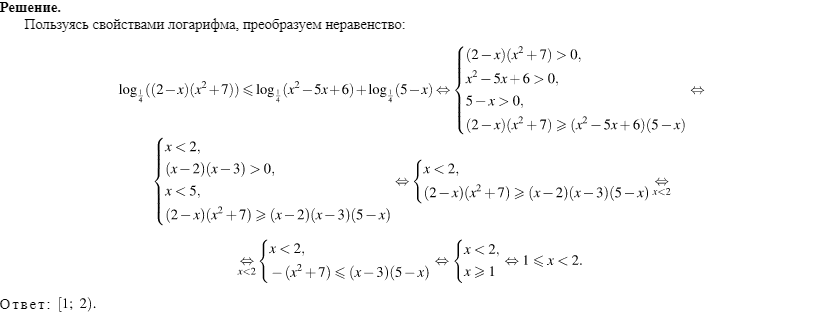 Решение.
Пользуясь свойствами логарифма, преобразуем неравенство:
log_{1/4}((2−x)(x²+7)) ⩽ log_{1/4}(x²−5x+6)+log_{1/4}(5−x) ⇔ { (2−x)(x²+7) > 0, x²−5x+6 > 0, 5−x > 0, (2−x)(x²+7) ⩾ (x²−5x+6)(5−x) ⇔
{ x < 2, (x−2)(x−3) > 0, x < 5, (2−x)(x²+7) ⩾ (x−2)(x−3)(5−x) ⇔ { x < 2, (2−x)(x²+7) ⩾ (x−2)(x−3)(5−x) ⇔_{x<2}
⇔_{x<2} { x < 2, −(x²+7) ⩽ (x−3)(5−x) ⇔ { x < 2, x ⩾ 1 ⇔ 1 ⩽ x < 2.
Ответ: [1; 2).